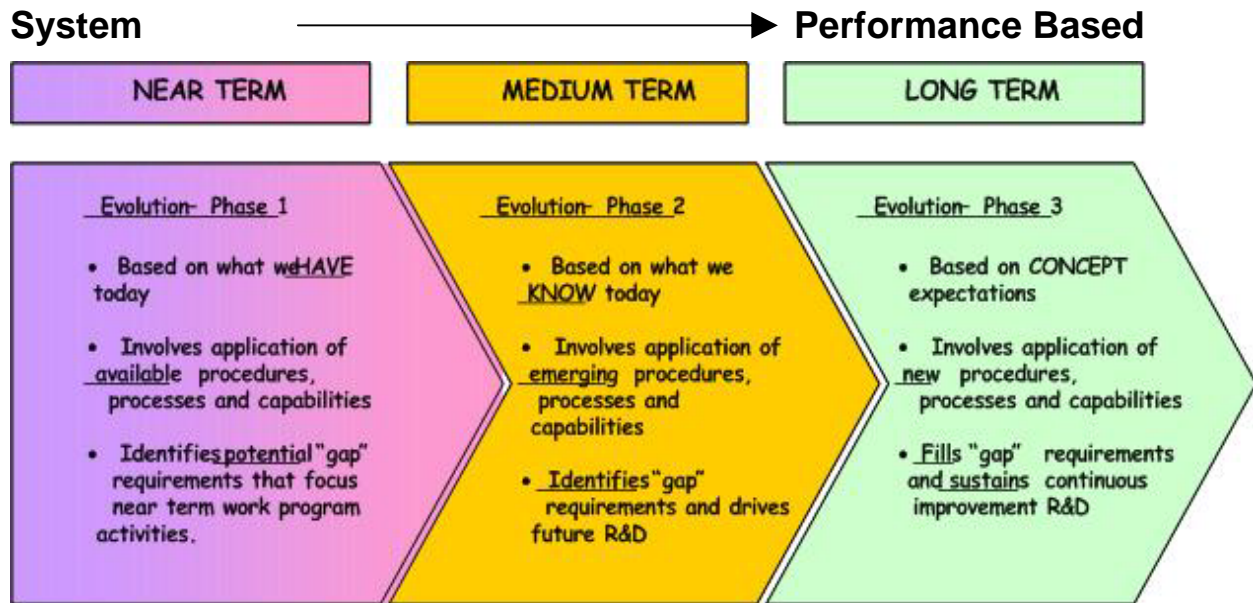 System Performance Based
NEAR TERM
MEDIUM TERM
LONG TERM
Evolution- Phase 1
• Based on what we HAVE
today
• Involves application of
available procedures,
processes and capabilities
• Identifies potential "gap"
requirements that focus
near term work program
activities.
Evolution- Phase 2
• Based on what we
KNOW today
• Involves application of
emerging procedures,
processes and
capabilities
• Identifies "gap"
requirements and drives
future R&D
Evolution- Phase 3
• Based on CONCEPT
expectations
• Involves application of
new procedures,
processes and capabilities
• Fills "gap" requirements
and sustains continuous
improvement R&D